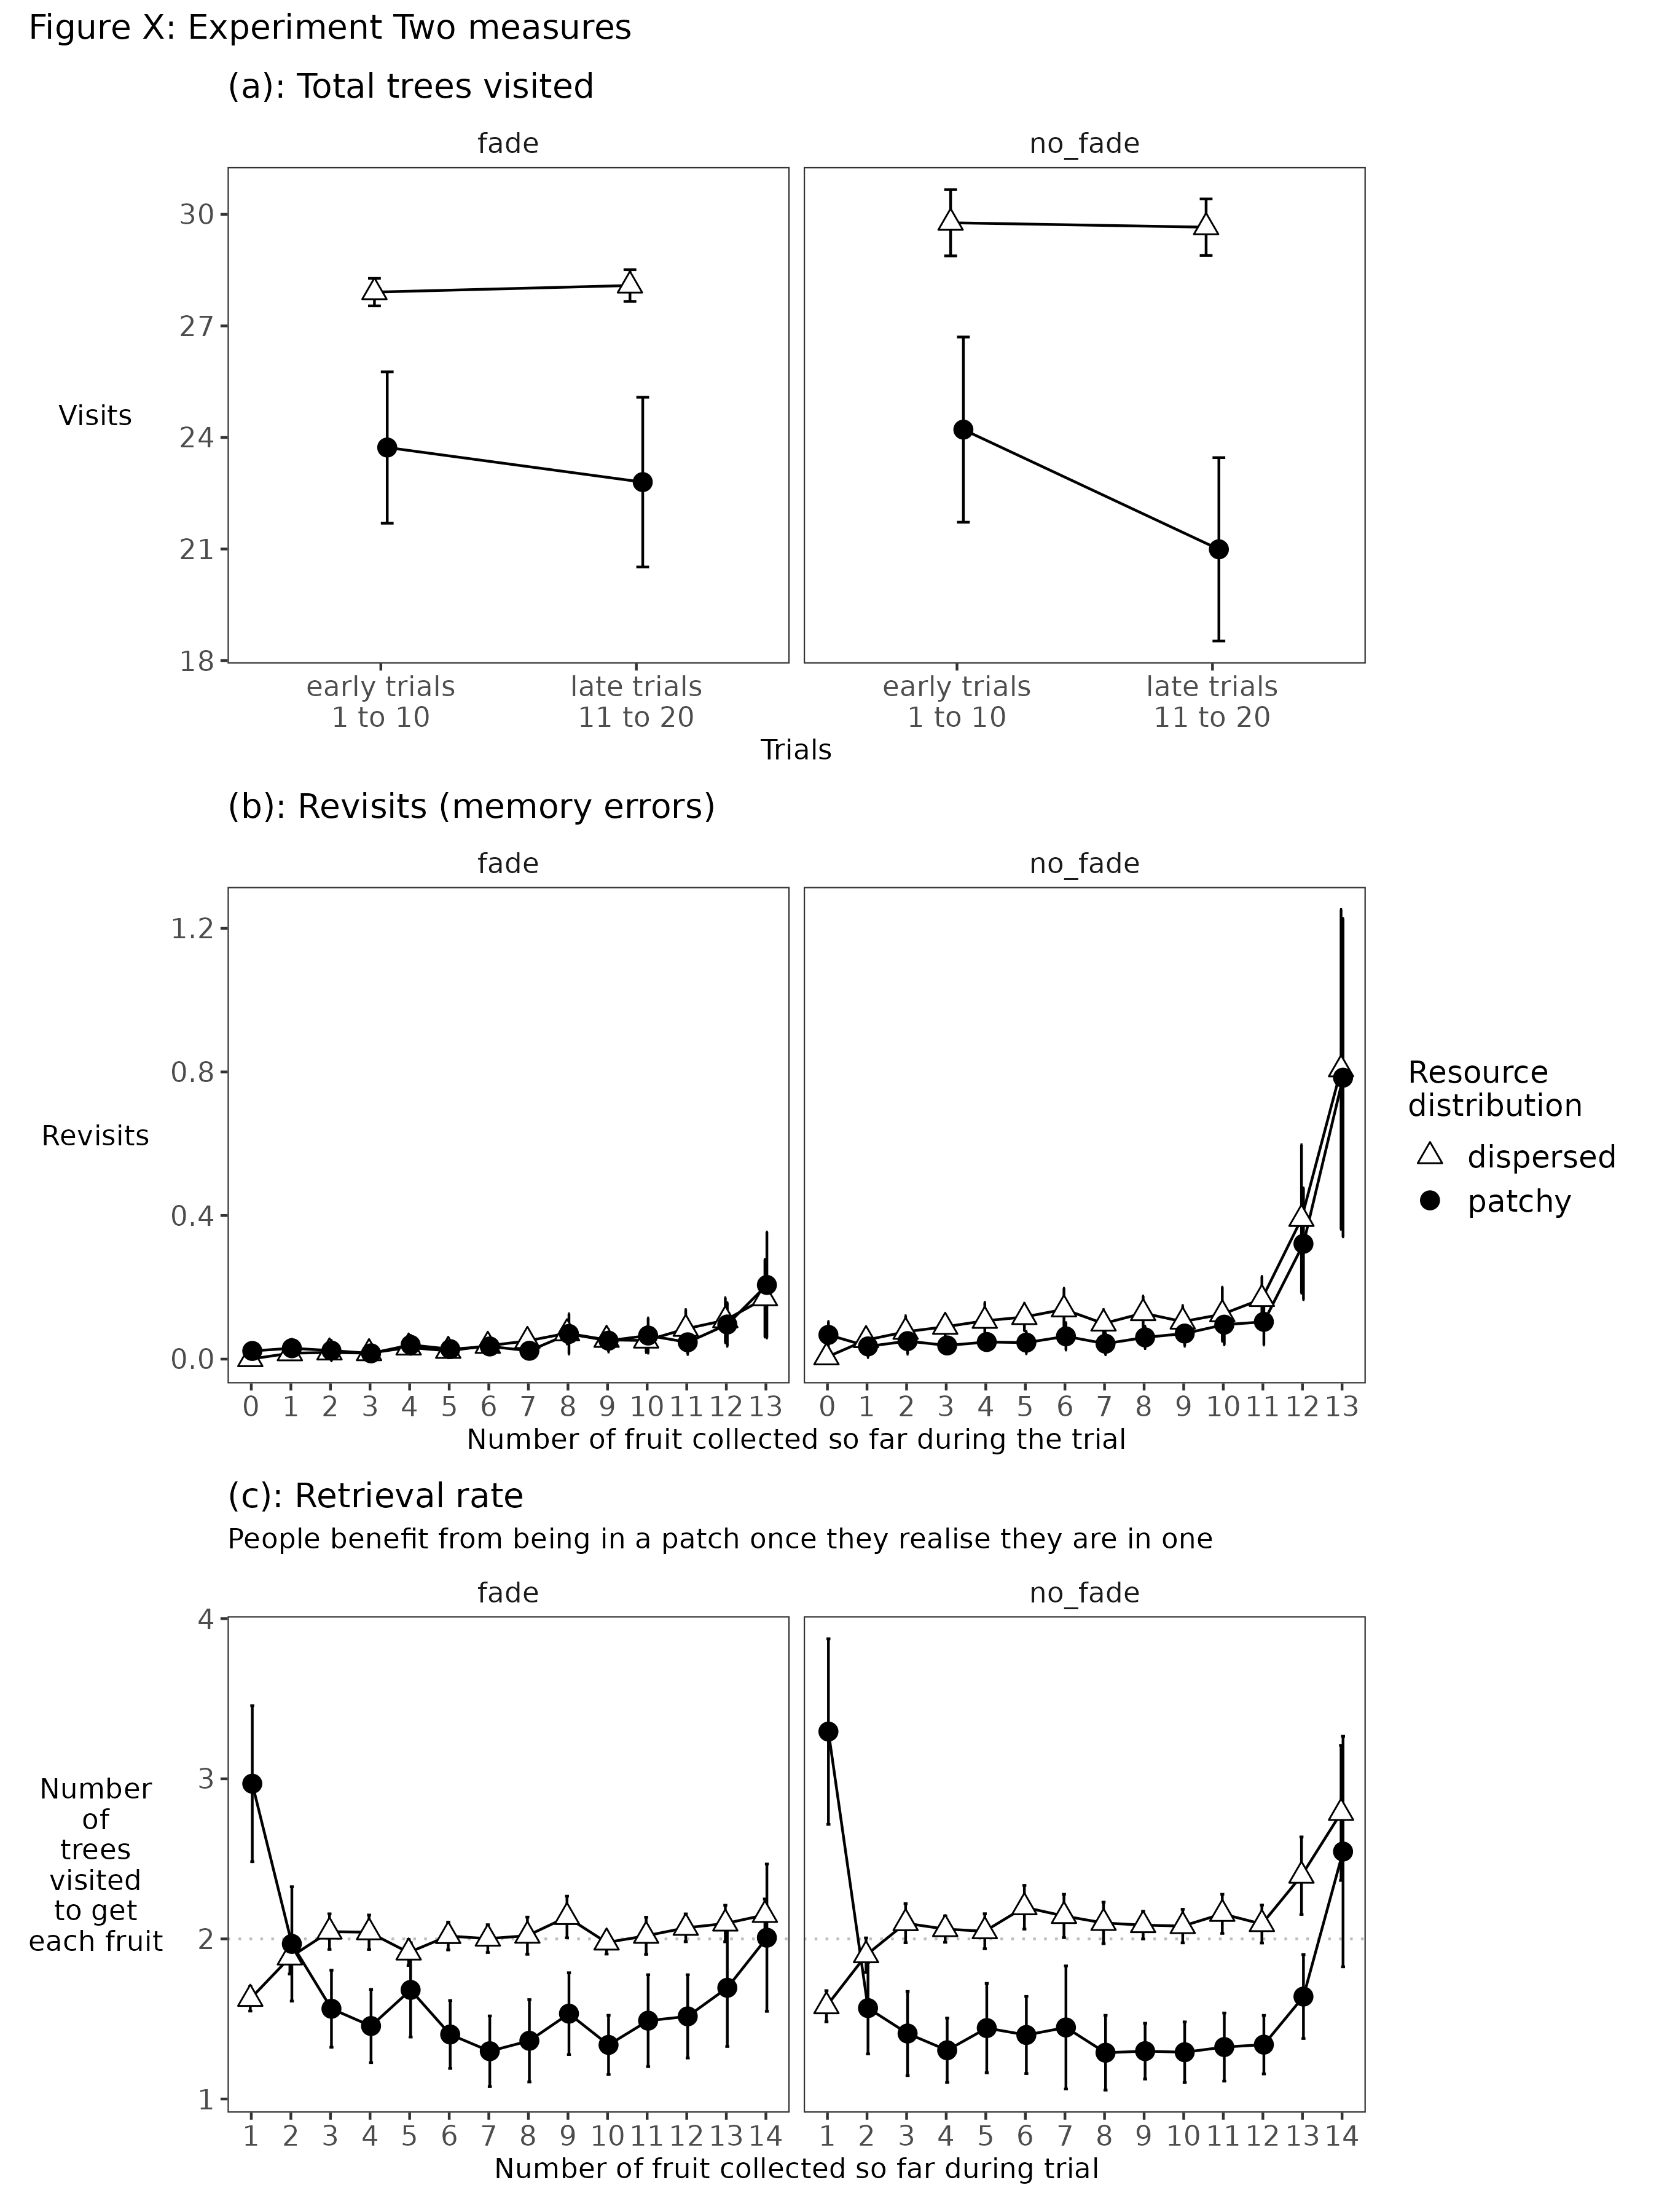 Figure X: Experiment Two measures
(a): Total trees visited
fade
no_fade
30
27
24
21
18
Visits
early trials
1 to 10
late trials
11 to 20
early trials
1 to 10
late trials
11 to 20
Trials
(b): Revisits (memory errors)
fade
no_fade
1.2
0.8
0.4
0.0
Revisits
0 1 2 3 4 5 6 7 8 9 10 11 12 13
0 1 2 3 4 5 6 7 8 9 10 11 12 13
Number of fruit collected so far during the trial
Resource
distribution
dispersed
patchy
(c): Retrieval rate
People benefit from being in a patch once they realise they are in one
fade
no_fade
4
3
2
1
Number
of
trees
visited
to get
each fruit
1 2 3 4 5 6 7 8 9 10 11 12 13 14
1 2 3 4 5 6 7 8 9 10 11 12 13 14
Number of fruit collected so far during trial